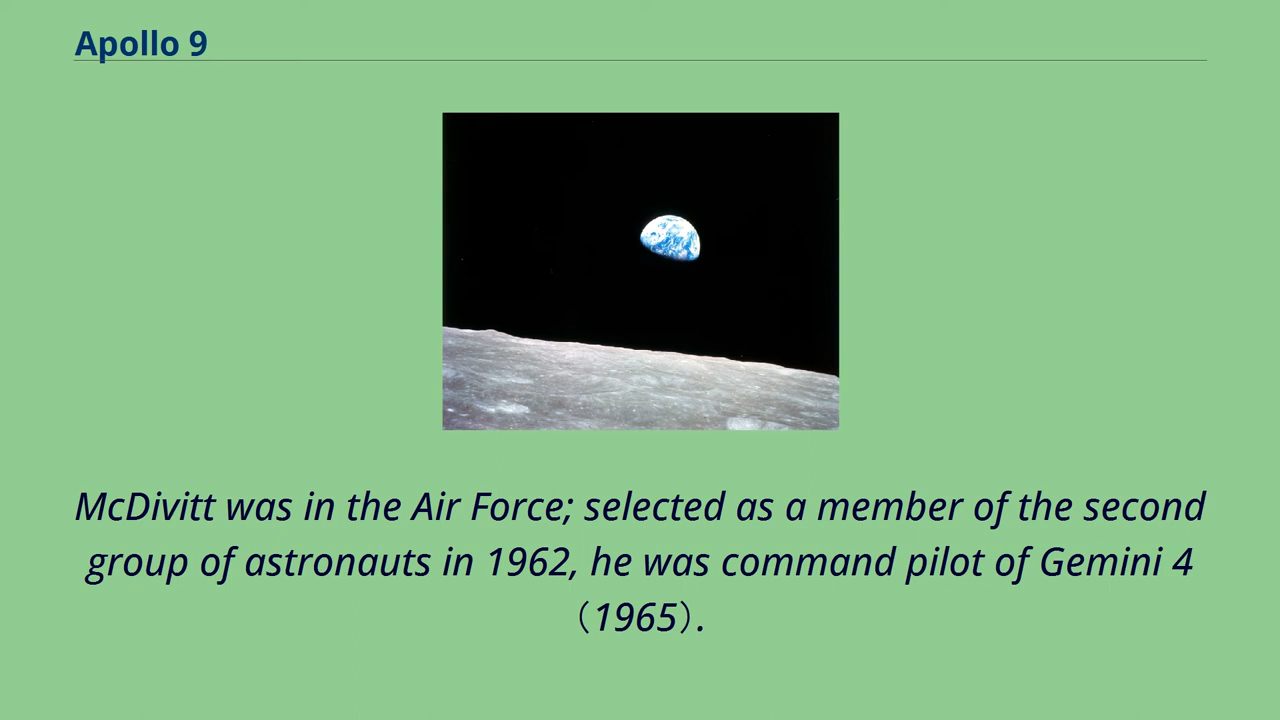 Apollo 9
McDivitt was in the Air Force; selected as a member of the second
group of astronauts in 1962, he was command pilot of Gemini 4
（1965）.